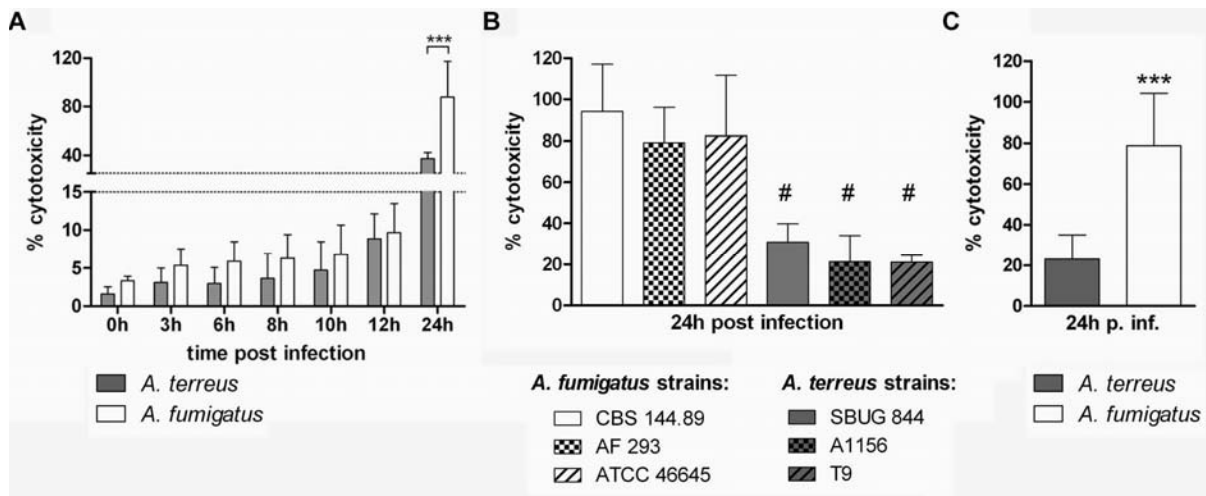 A
***
120
80
40
15
10
5
0
% cytotoxicity
0h 3h 6h 8h 10h 12h 24h
time post infection
A. terreus
A. fumigatus
B
120
100
80
60
40
20
0
% cytotoxicity
# # #
24h post infection
A. fumigatus strains:
CBS 144.89
AF 293
ATCC 46645
A. terreus strains:
SBUG 844
A1156
T9
C
***
120
100
80
60
40
20
0
% cytotoxicity
24h p. inf.
A. terreus
A. fumigatus